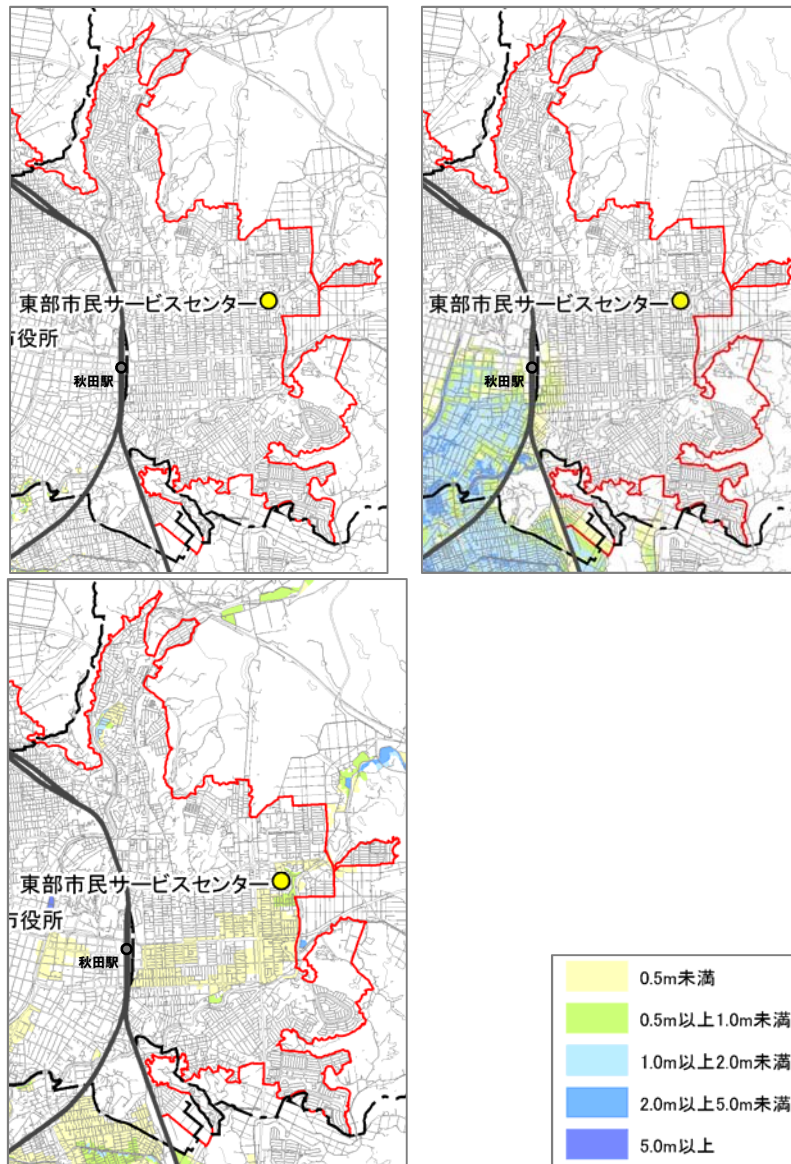 東部市民サービスセンター
市役所
秋田駅
東部市民サービスセンター
秋田駅
東部市民サービスセンター
市役所
秋田駅
0.5m未満
0.5m以上1.0m未満
1.0m以上2.0m未満
2.0m以上5.0m未満
5.0m以上